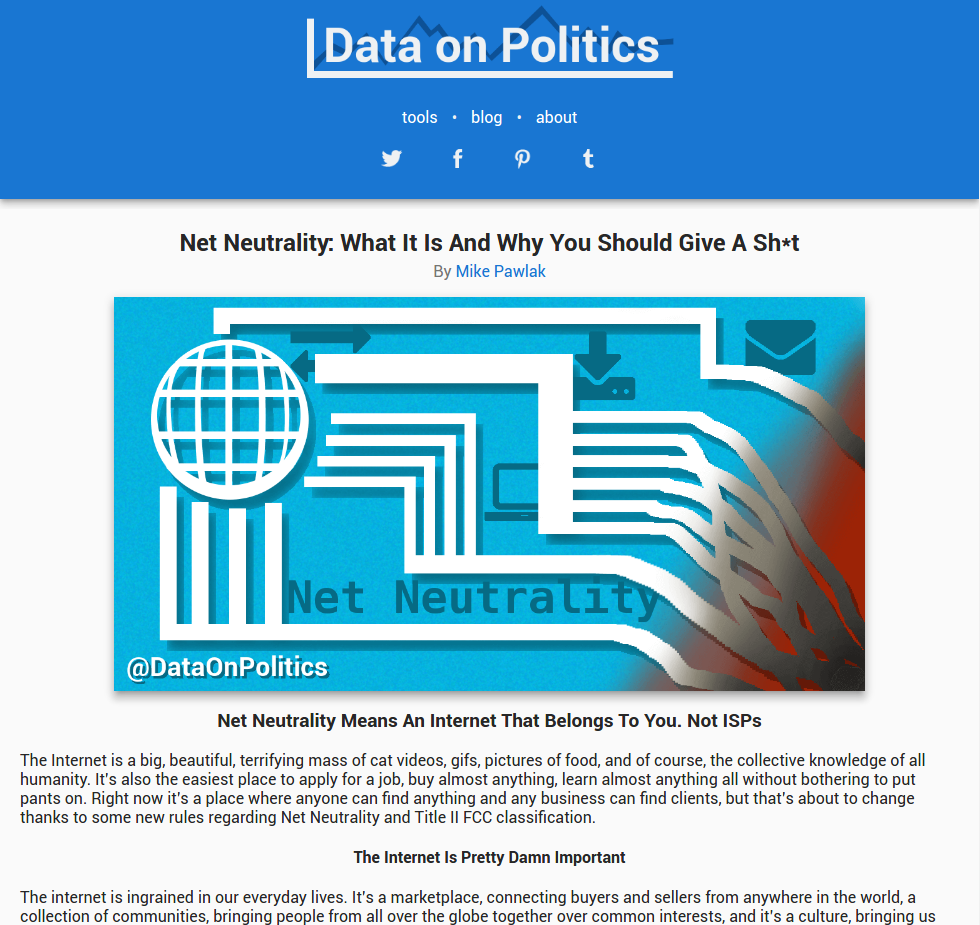 Data on Politics
tools • blog • about
Net Neutrality: What It Is And Why You Should Give A Sh*t
By Mike Pawlak
Net Neutrality
@DataOnPolitics
Net Neutrality Means An Internet That Belongs To You. Not ISPs
The Internet is a big, beautiful, terrifying mass of cat videos, gifs, pictures of food, and of course, the collective knowledge of all
humanity. It's also the easiest place to apply for a job, buy almost anything, learn almost anything all without bothering to put
pants on. Right now it's a place where anyone can find anything and any business can find clients, but that's about to change
thanks to some new rules regarding Net Neutrality and Title II FCC classification.
The Internet Is Pretty Damn Important
The internet is ingrained in our everyday lives. It's a marketplace, connecting buyers and sellers from anywhere in the world, a
collection of communities, bringing people from all over the globe together over common interests, and it's a culture, bringing us